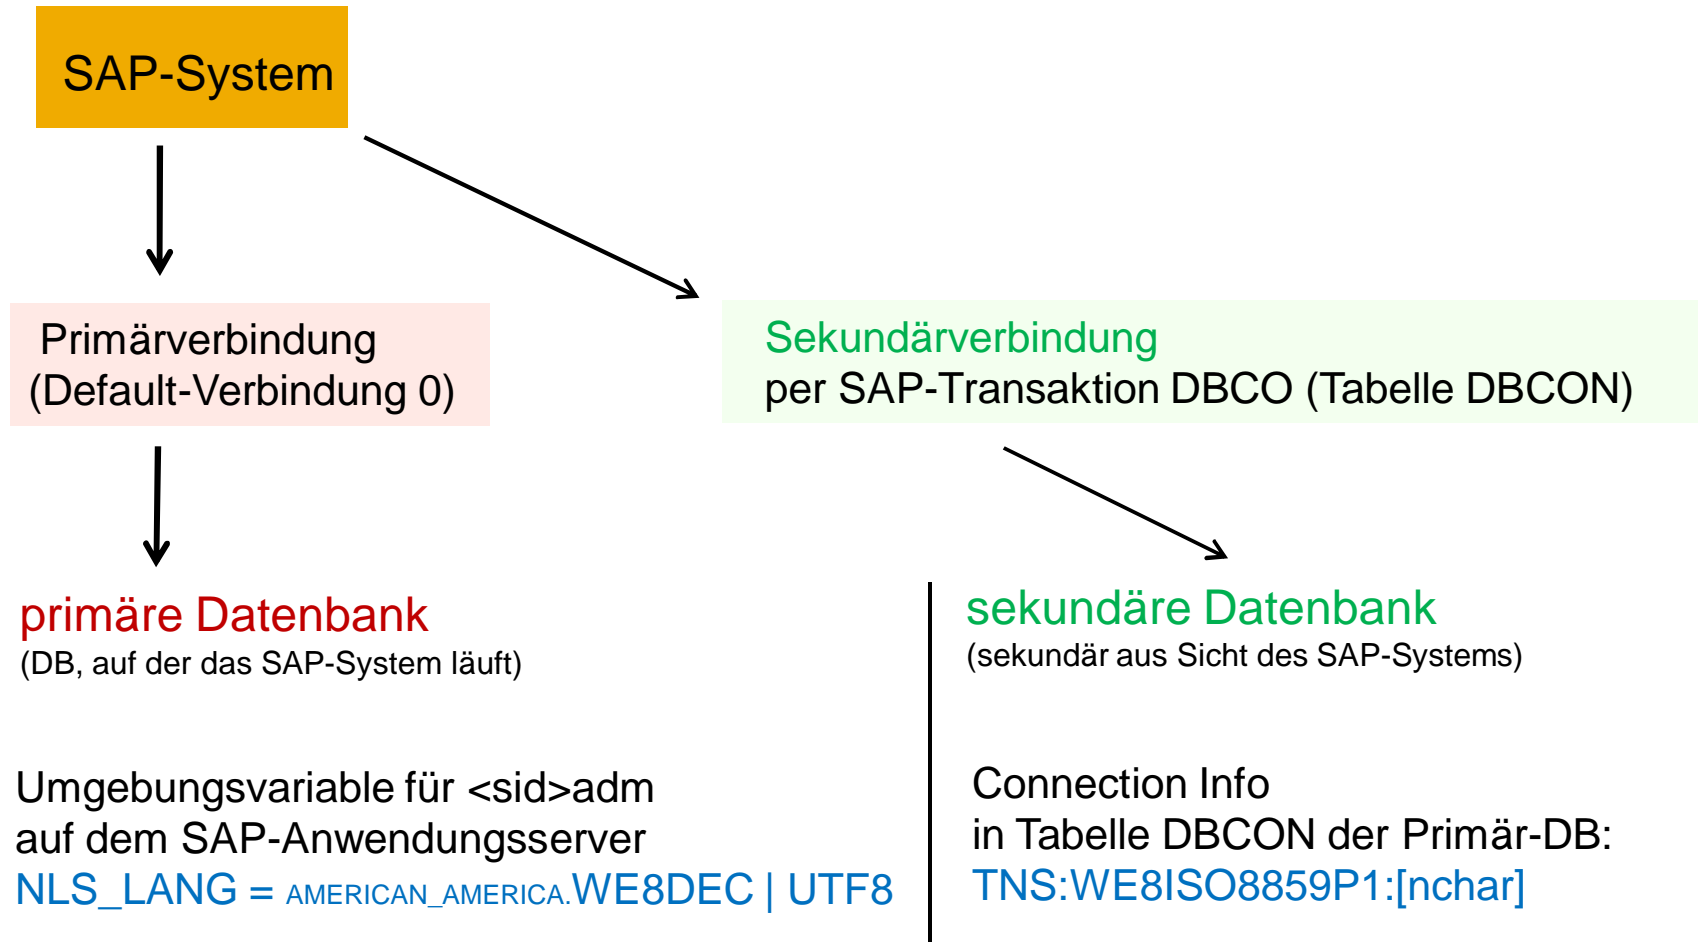 SAP-System
Primärverbindung
(Default-Verbindung 0)
Sekundärverbindung
per SAP-Transaktion DBCO (Tabelle DBCON)
primäre Datenbank
(DB, auf der das SAP-System läuft)
sekundäre Datenbank
(sekundär aus Sicht des SAP-Systems)
Umgebungsvariable für <sid>adm
auf dem SAP-Anwendungsserver
NLS_LANG = AMERICAN_AMERICA.WE8DEC | UTF8
Connection Info
in Tabelle DBCON der Primär-DB:
TNS:WE8ISO8859P1:[nchar]